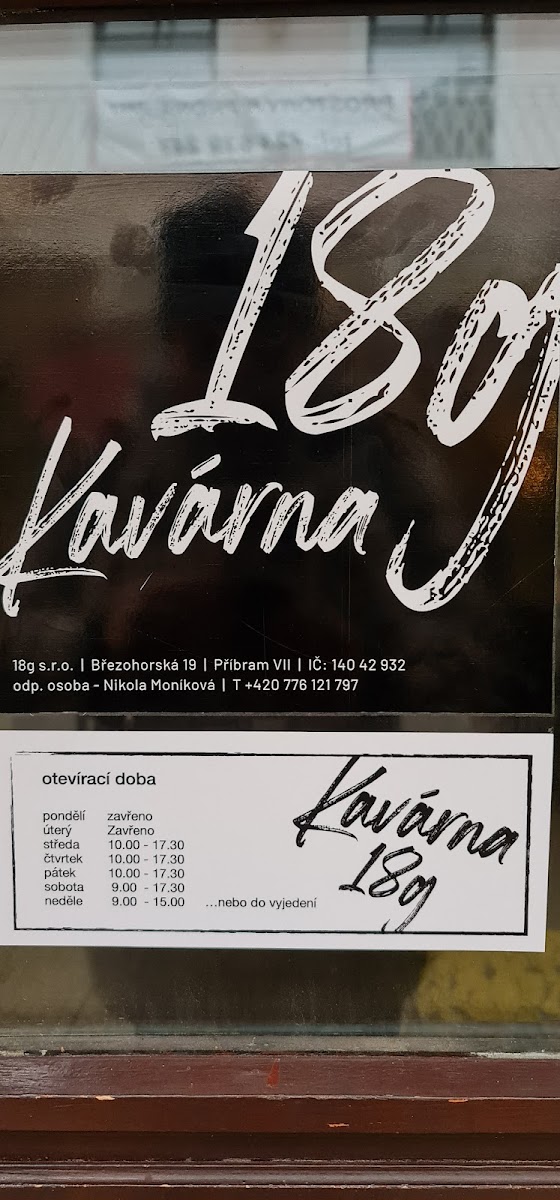 18g
Kavárna
18g s.r.o. | Březohorská 19 | Příbram VII | IČ: 140 42 932
odp. osoba - Nikola Moníková | T +420 776 121 797
otevírací doba
Kavárna
18g
pondělí zavřeno
úterý Zavřeno
středa 10.00 - 17.30
čtvrtek 10.00 - 17.30
pátek 10.00 - 17.30
sobota 9.00 - 17.30
neděle 9.00 - 15.00 ...nebo do vyjedení